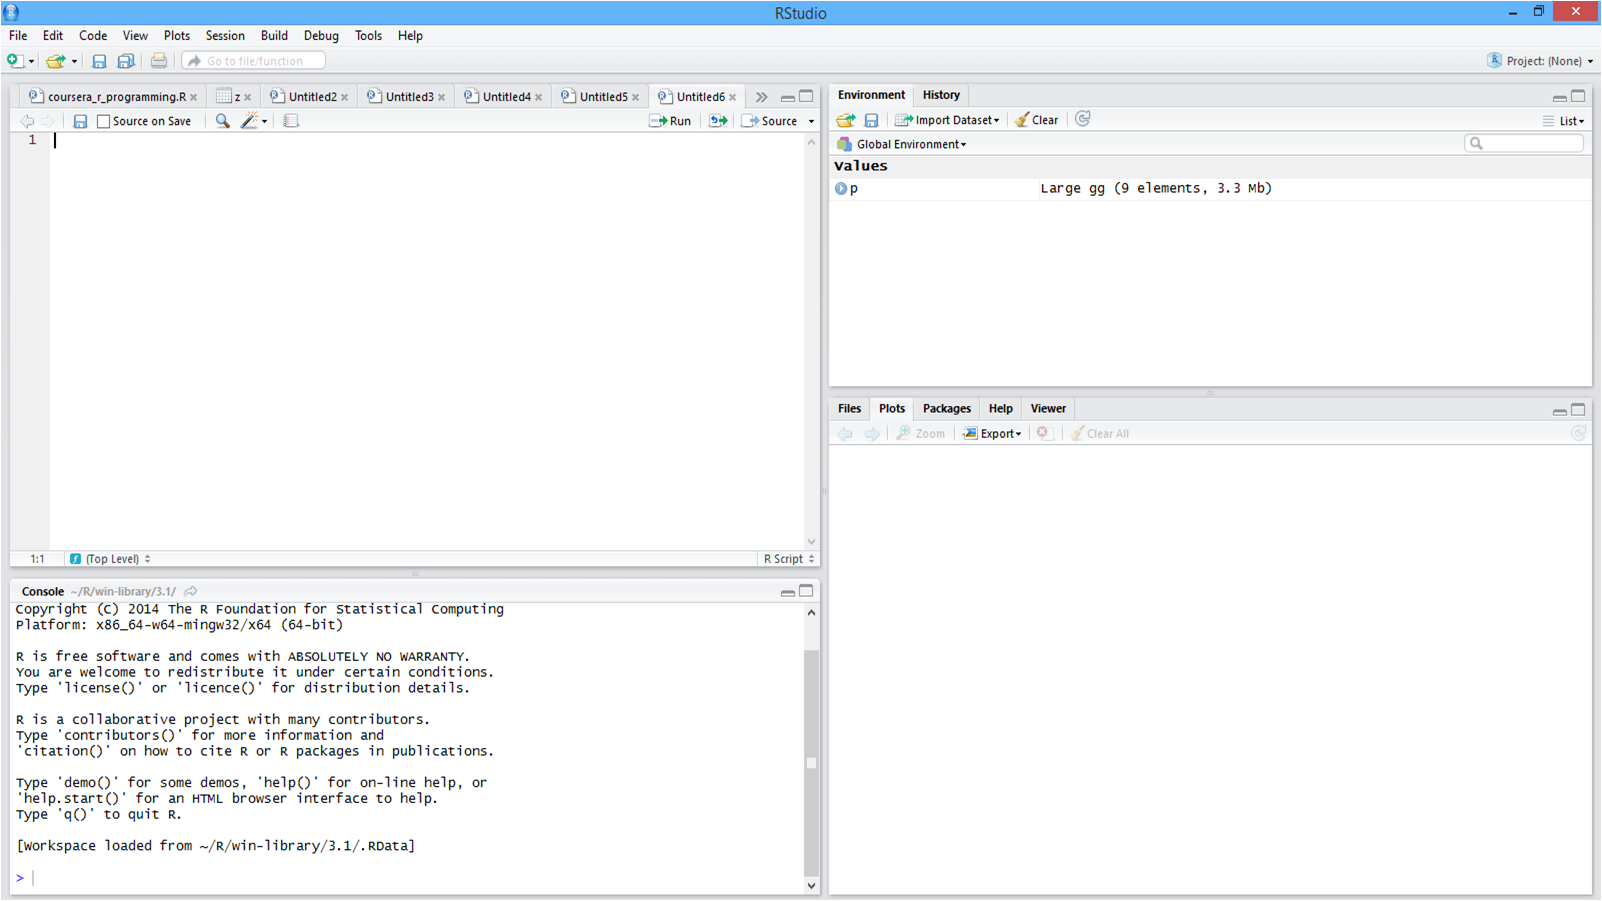 RStudio
File Edit Code View Plots Session Build Debug Tools Help
Go to file/function
Project: (None)
coursera_r_programming.R z Untitled2 Untitled3 Untitled4 Untitled5 Untitled6
Source on Save Run Source
1
1:1 (Top Level) R Script
Console ~/R/win-library/3.1/
Copyright (C) 2014 The R Foundation for Statistical Computing
Platform: x86_64-w64-mingw32/x64 (64-bit)
R is free software and comes with ABSOLUTELY NO WARRANTY.
You are welcome to redistribute it under certain conditions.
Type 'license()' or 'licence()' for distribution details.
R is a collaborative project with many contributors.
Type 'contributors()' for more information and
'citation()' on how to cite R or R packages in publications.
Type 'demo()' for some demos, 'help()' for on-line help, or
'help.start()' for an HTML browser interface to help.
Type 'q()' to quit R.
[Workspace loaded from ~/R/win-library/3.1/.RData]
>
Environment History
Import Dataset Clear List
Global Environment
Values
p Large gg (9 elements, 3.3 Mb)
Files Plots Packages Help Viewer
Zoom Export Clear All